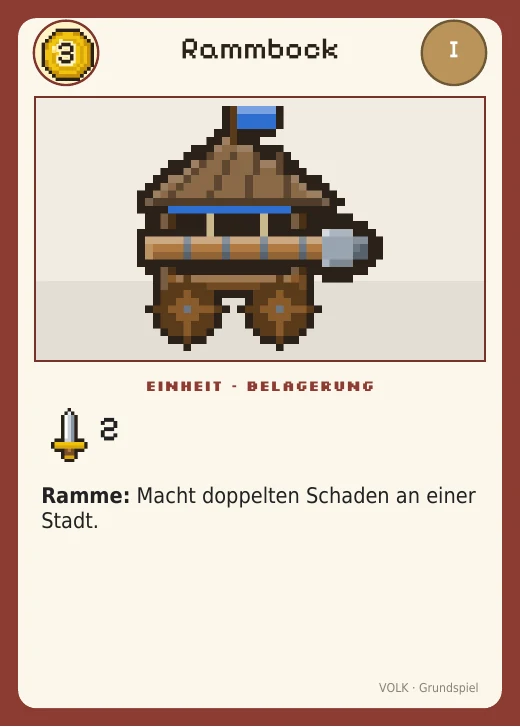 3
Rammbock
I
EINHEIT - BELAGERUNG
2
Ramme: Macht doppelten Schaden an einer
Stadt.
VOLK · Grundspiel